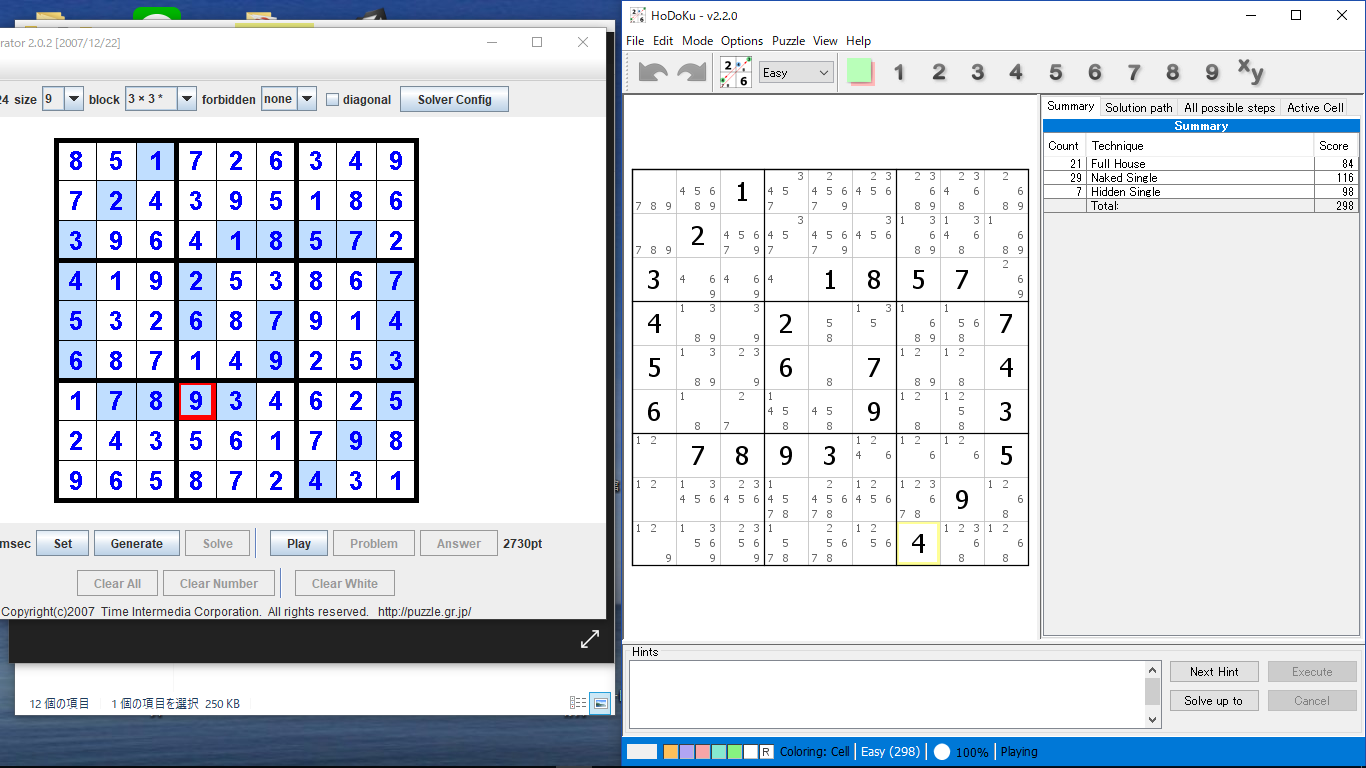 rator 2.0.2 [2007/12/22]
24 size 9 block 3 × 3 * forbidden none diagonal Solver Config
8 5 1 7 2 6 3 4 9
7 2 4 3 9 5 1 8 6
3 9 6 4 1 8 5 7 2
4 1 9 2 5 3 8 6 7
5 3 2 6 8 7 9 1 4
6 8 7 1 4 9 2 5 3
1 7 8 9 3 4 6 2 5
2 4 3 5 6 1 7 9 8
9 6 5 8 7 2 4 3 1
msec Set Generate Solve Play Problem Answer 2730pt
Clear All Clear Number Clear White
Copyright(c)2007 Time Intermedia Corporation. All rights reserved. http://puzzle.gr.jp/
12 個の項目 1 個の項目を選択 250 KB
HoDoKu - v2.2.0
File Edit Mode Options Puzzle View Help
2 6 Easy 1 2 3 4 5 6 7 8 9 xy
1
2
3 1 8 5 7
4 2 7
5 6 7 4
6 9 3
7 8 9 3 5
9
4
Summary Solution path All possible steps Active Cell
Summary
Count Technique Score
21 Full House 84
29 Naked Single 116
7 Hidden Single 98
Total: 298
Hints
Next Hint Execute
Solve up to Cancel
R Coloring: Cell Easy (298) 100% Playing